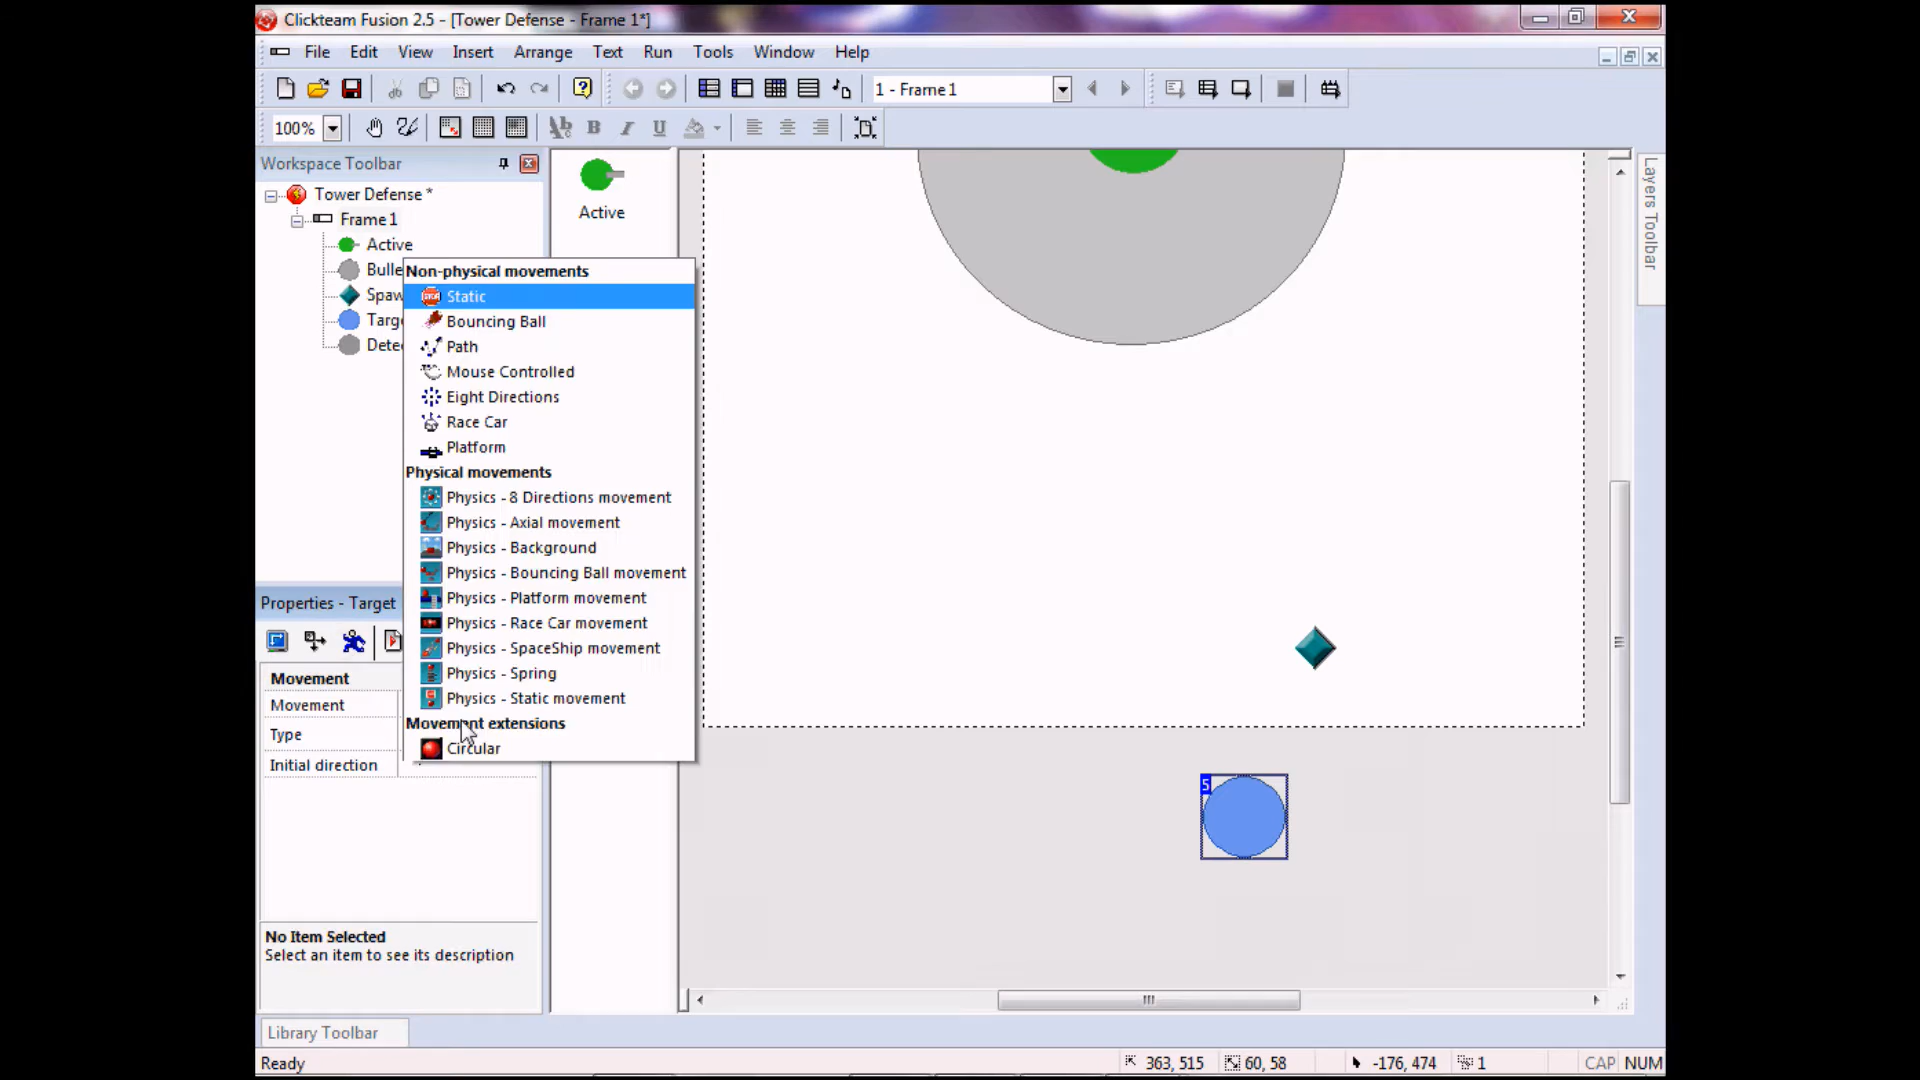 Clickteam Fusion 2.5 - [Tower Defense - Frame 1*]
File Edit View Insert Arrange Text Run Tools Window Help
1 - Frame 1
100%
Workspace Toolbar
Tower Defense *
Frame 1
Active
Bulle
Spaw
Targe
Dete
Active
Layers Toolbar
Non-physical movements
Static
Bouncing Ball
Path
Mouse Controlled
Eight Directions
Race Car
Platform
Physical movements
Physics - 8 Directions movement
Physics - Axial movement
Physics - Background
Physics - Bouncing Ball movement
Physics - Platform movement
Physics - Race Car movement
Physics - SpaceShip movement
Physics - Spring
Physics - Static movement
Movement extensions
Circular
Properties - Target
Movement
Movement
Type
Initial direction
No Item Selected
Select an item to see its description
5
Library Toolbar
Ready
363, 515
60, 58
-176, 474
1
CAP NUM